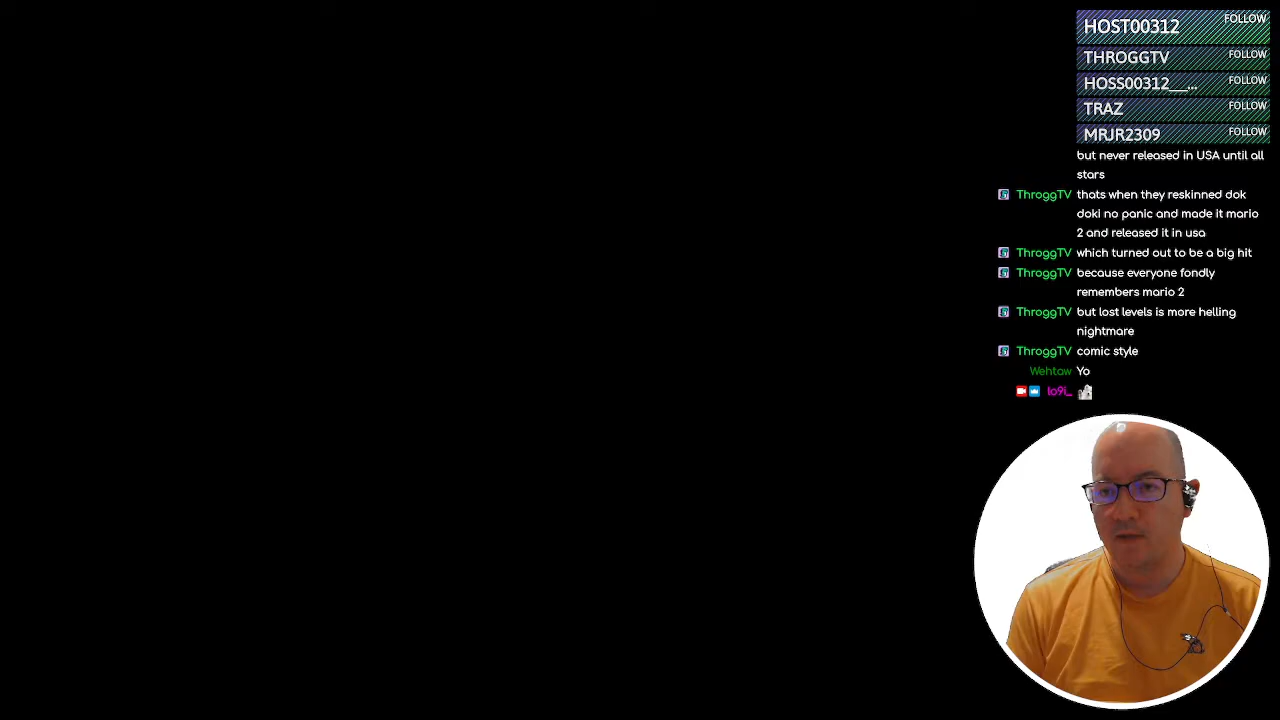 HOST00312 FOLLOW
THROGGTV FOLLOW
HOSS00312__... FOLLOW
TRAZ FOLLOW
MRJR2309 FOLLOW
but never released in USA until all
stars
ThroggTV thats when they reskinned dok
doki no panic and made it mario
2 and released it in usa
ThroggTV which turned out to be a big hit
ThroggTV because everyone fondly
remembers mario 2
ThroggTV but lost levels is more helling
nightmare
ThroggTV comic style
Wehtaw Yo
lo9i_